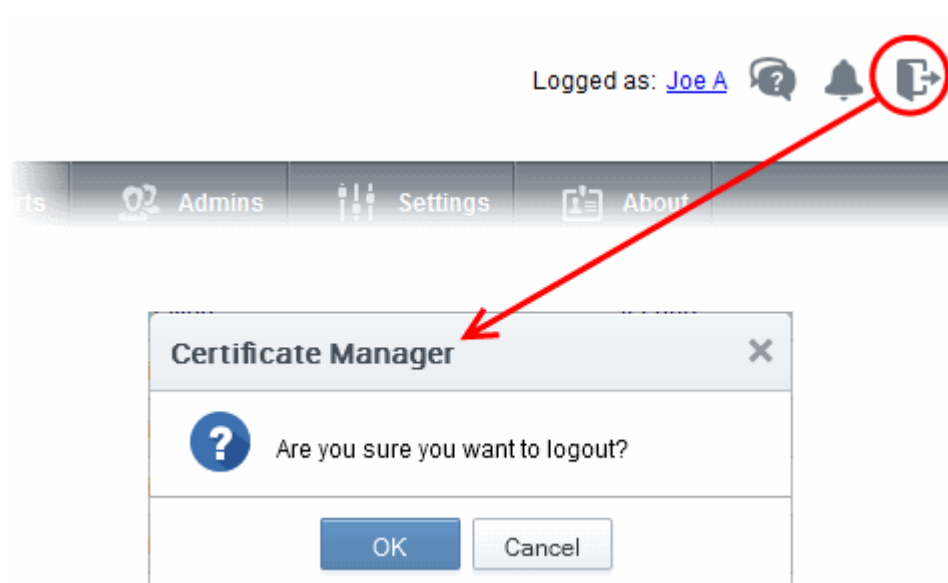 Logged as: Joe A
Admins Settings About
Certificate Manager
Are you sure you want to logout?
OK Cancel